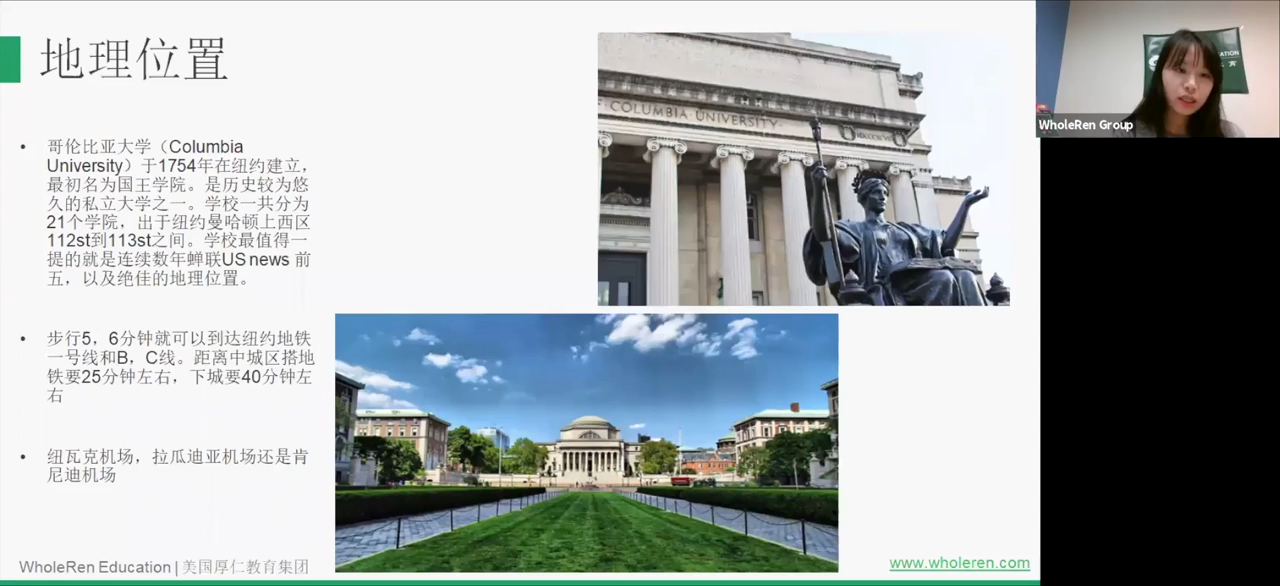 地理位置
• 哥伦比亚大学（Columbia
University）于1754年在纽约建立，
最初名为国王学院。是历史较为悠
久的私立大学之一。学校一共分为
21个学院，出于纽约曼哈顿上西区
112st到113st之间。学校最值得一
提的就是连续数年蝉联US news 前
五，以及绝佳的地理位置。
• 步行5，6分钟就可以到达纽约地铁
一号线和B，C线。距离中城区搭地
铁要25分钟左右，下城要40分钟左
右
• 纽瓦克机场，拉瓜迪亚机场还是肯
尼迪机场
WholeRen Education | 美国厚仁教育集团
COLUMBIA UNIVERSITY
www.wholeren.com
WholeRen Group